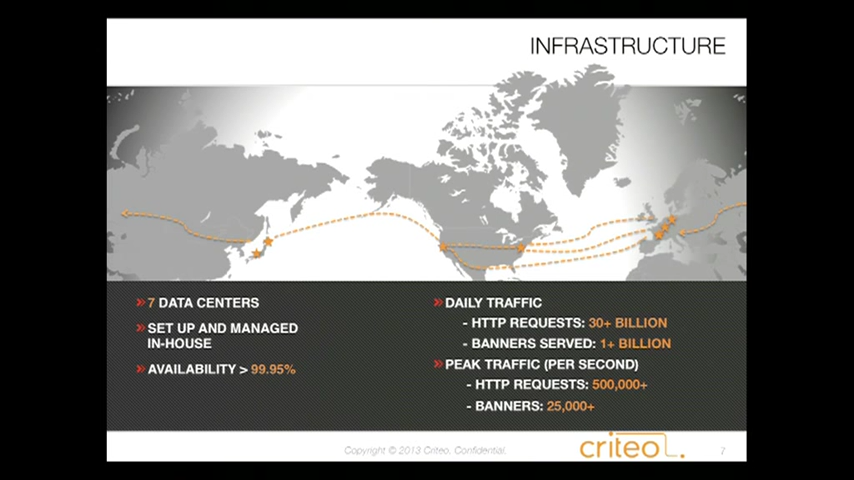 INFRASTRUCTURE
» 7 DATA CENTERS
» SET UP AND MANAGED
IN-HOUSE
» AVAILABILITY > 99.95%
» DAILY TRAFFIC
- HTTP REQUESTS: 30+ BILLION
- BANNERS SERVED: 1+ BILLION
» PEAK TRAFFIC (PER SECOND)
- HTTP REQUESTS: 500,000+
- BANNERS: 25,000+
Copyright © 2013 Criteo. Confidential.
criteo
7